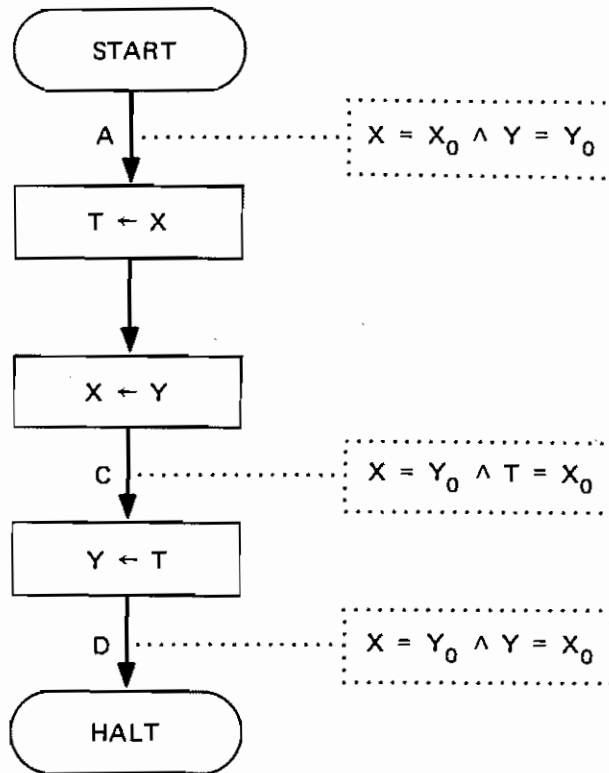 START
A
X = X₀ ∧ Y = Y₀
T ← X
X ← Y
C
X = Y₀ ∧ T = X₀
Y ← T
D
X = Y₀ ∧ Y = X₀
HALT